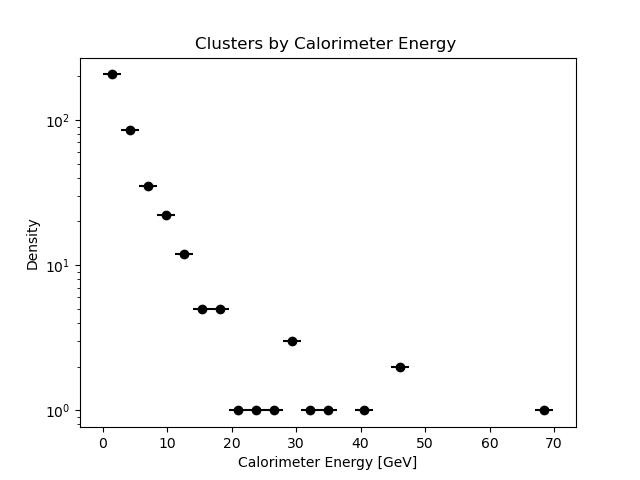 Clusters by Calorimeter Energy
Density
10²
10¹
10⁰
0 10 20 30 40 50 60 70
Calorimeter Energy [GeV]